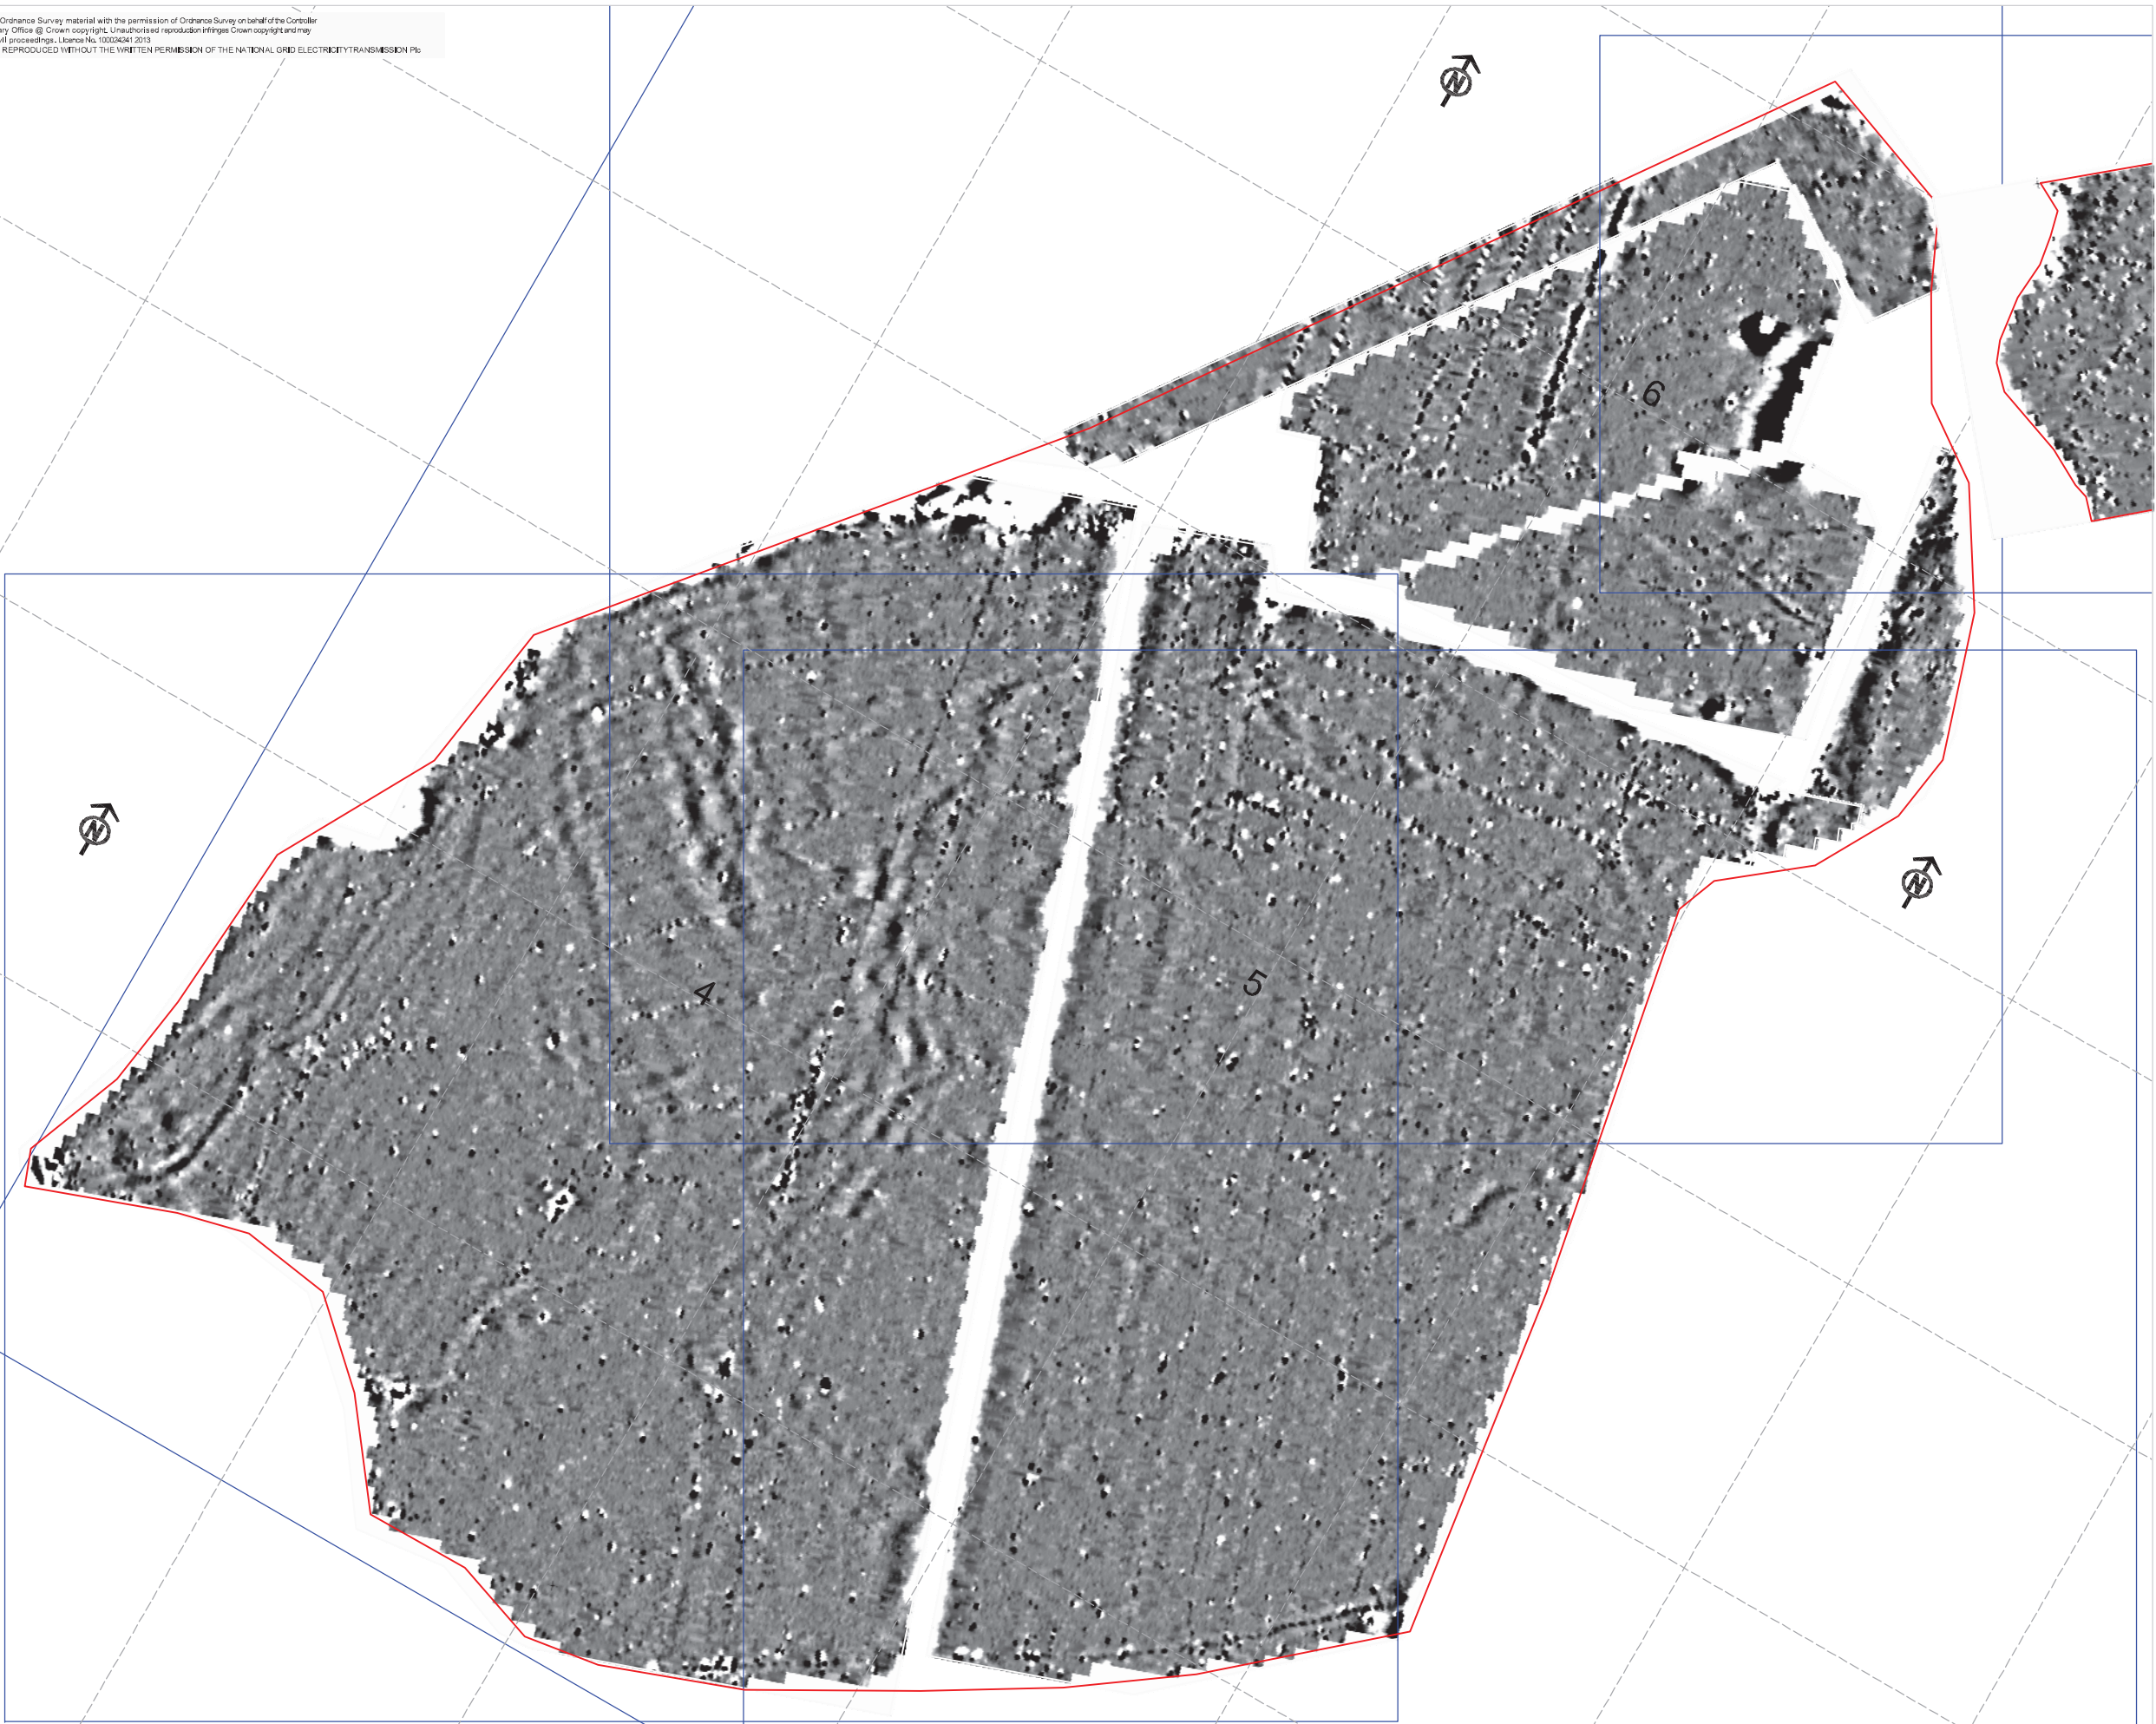 Ordnance Survey material with the permission of Ordnance Survey on behalf of the Controller
ry Office @ Crown copyright. Unauthorised reproduction infringes Crown copyright and may
vil proceedings. Licence No. 100024241 2013
REPRODUCED WITHOUT THE WRITTEN PERMISSION OF THE NATIONAL GRID ELECTRICITYTRANSMISSION Plc
N
6
N
N
4
5